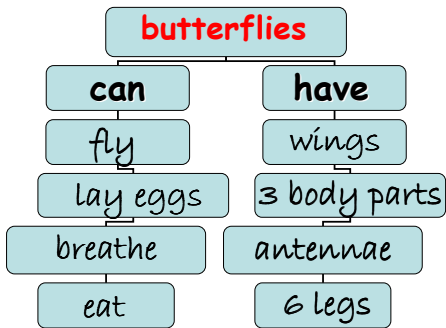 butterflies
can
have
fly
wings
lay eggs
3 body parts
breathe
antennae
eat
6 legs